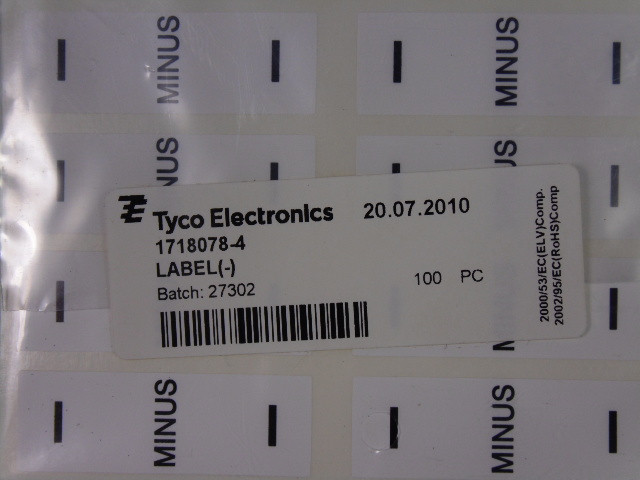 MINUS
MINUS
MINUS
MINUS
TE Tyco Electronics 20.07.2010
1718078-4
LABEL(-)
Batch: 27302 100 PC
2000/53/EC(ELV)Comp.
2002/95/EC(RoHS)Comp
MINUS
MINUS